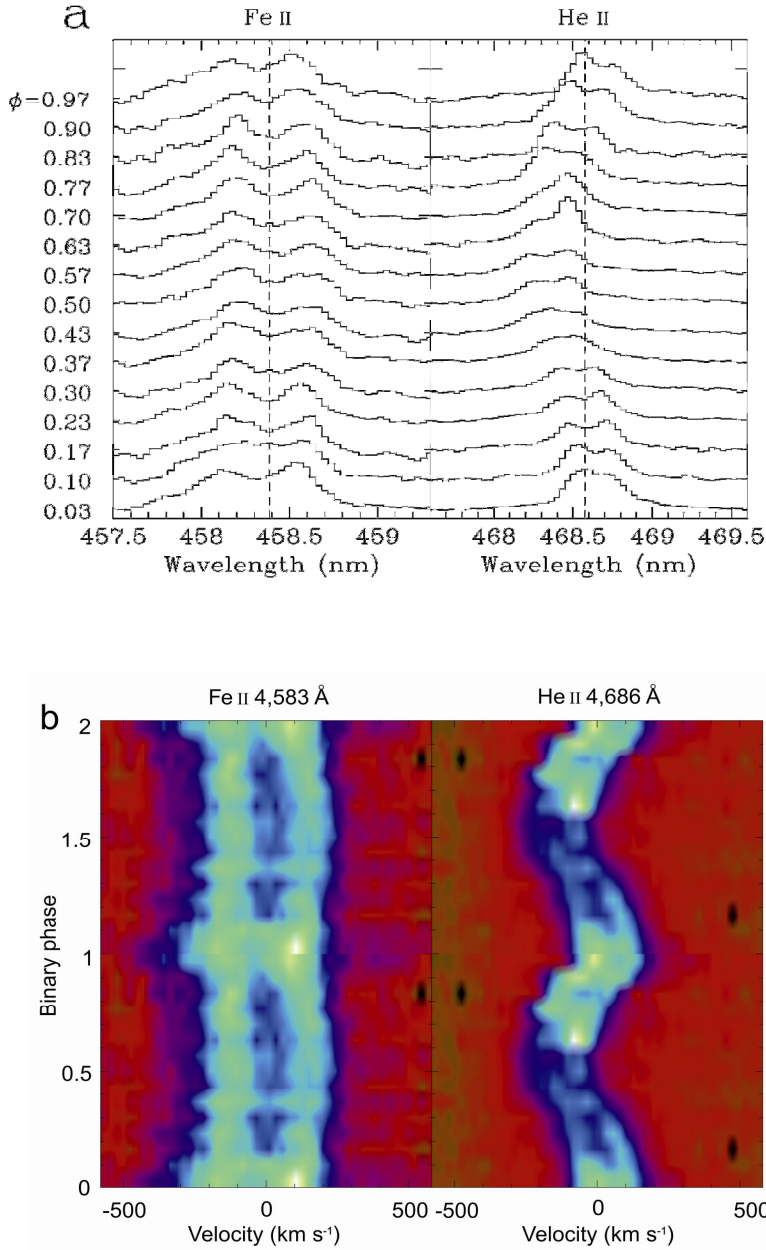 a
Fe II
He II
ϕ=0.97
0.90
0.83
0.77
0.70
0.63
0.57
0.50
0.43
0.37
0.30
0.23
0.17
0.10
0.03
457.5 458 458.5 459
468 468.5 469 469.5
Wavelength (nm)
Wavelength (nm)
b
Fe II 4,583 Å
He II 4,686 Å
Binary phase
2
1.5
1
0.5
0
-500 0 500
-500 0 500
Velocity (km s⁻¹)
Velocity (km s⁻¹)